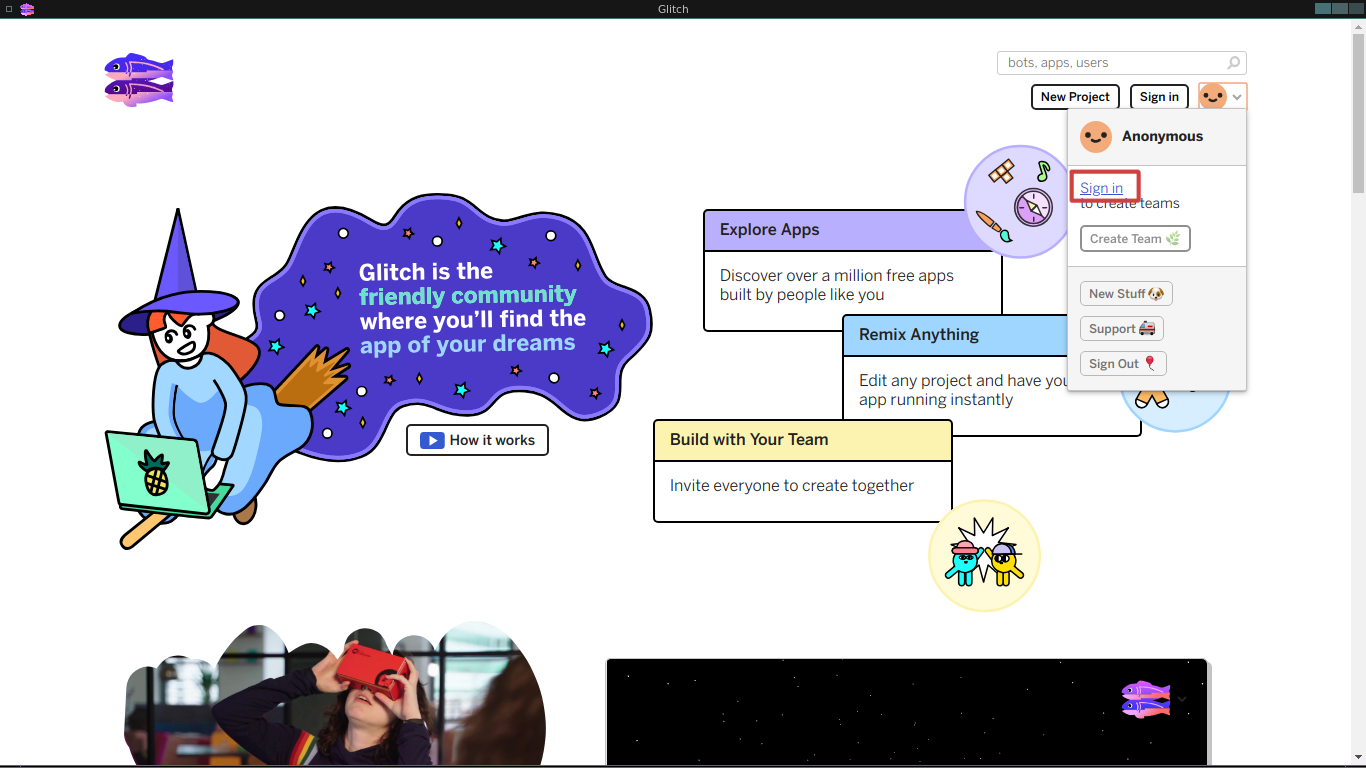 Glitch
bots, apps, users
New Project
Sign in
Anonymous
Sign in
to create teams
Create Team
New Stuff
Support
Sign Out
Glitch is the
friendly community
where you'll find the
app of your dreams
How it works
Explore Apps
Discover over a million free apps
built by people like you
Remix Anything
Edit any project and have you
app running instantly
Build with Your Team
Invite everyone to create together